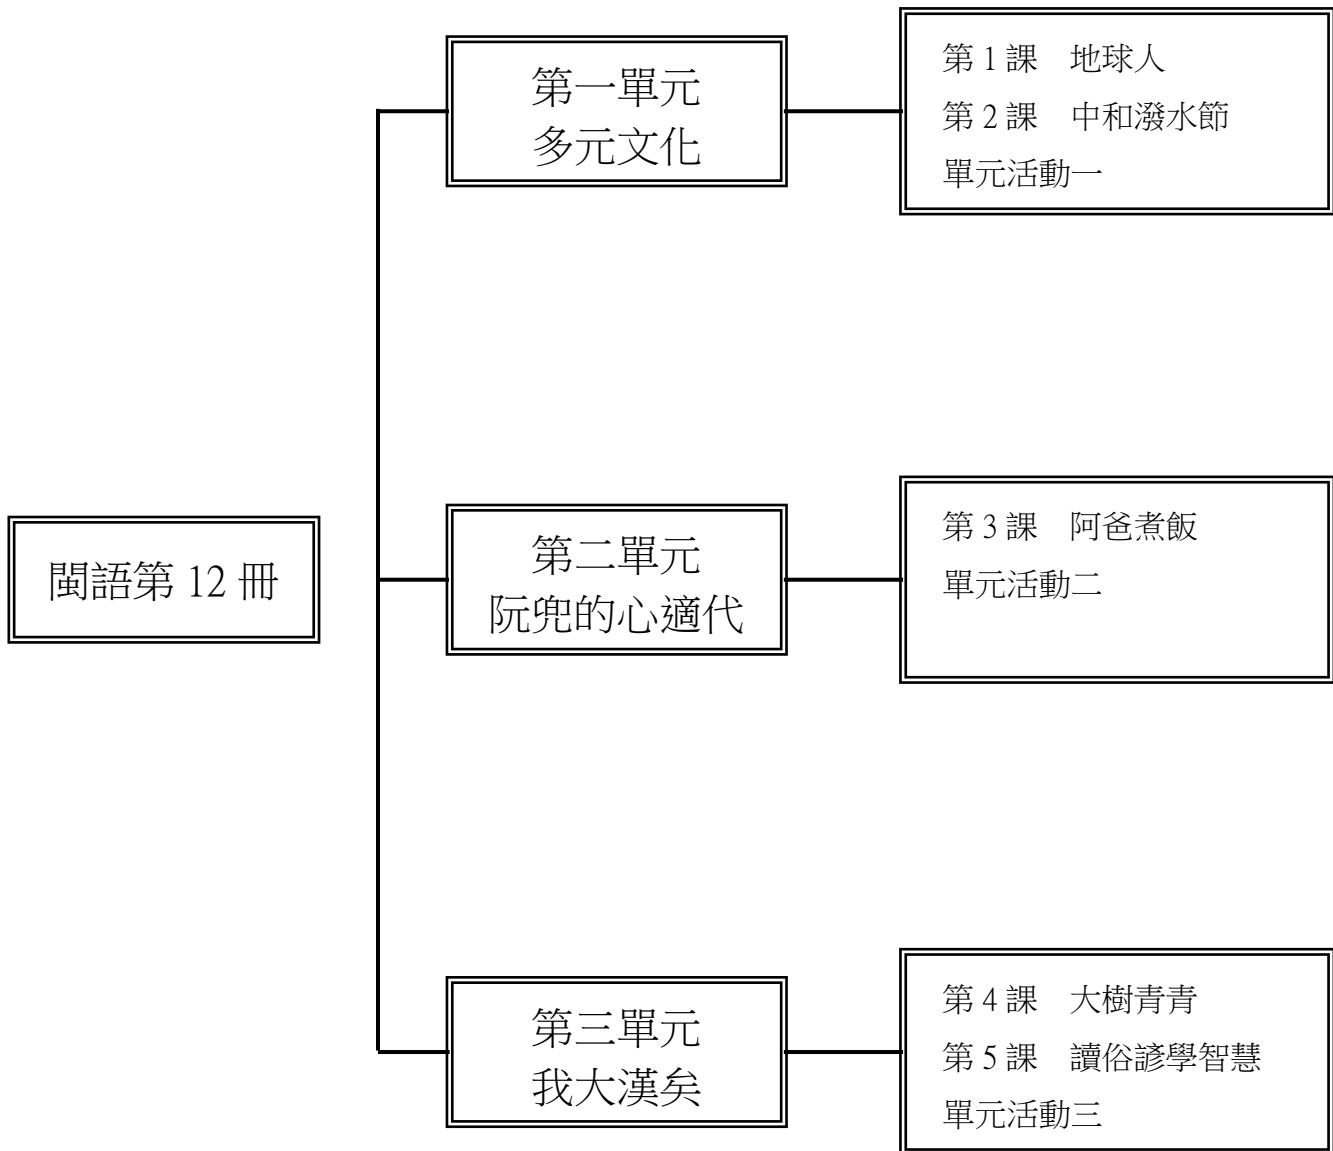 閩語第 12 冊
第一單元
多元文化
第 1 課　地球人
第 2 課　中和潑水節
單元活動一
第二單元
阮兜的心適代
第 3 課　阿爸煮飯
單元活動二
第三單元
我大漢矣
第 4 課　大樹青青
第 5 課　讀俗諺學智慧
單元活動三